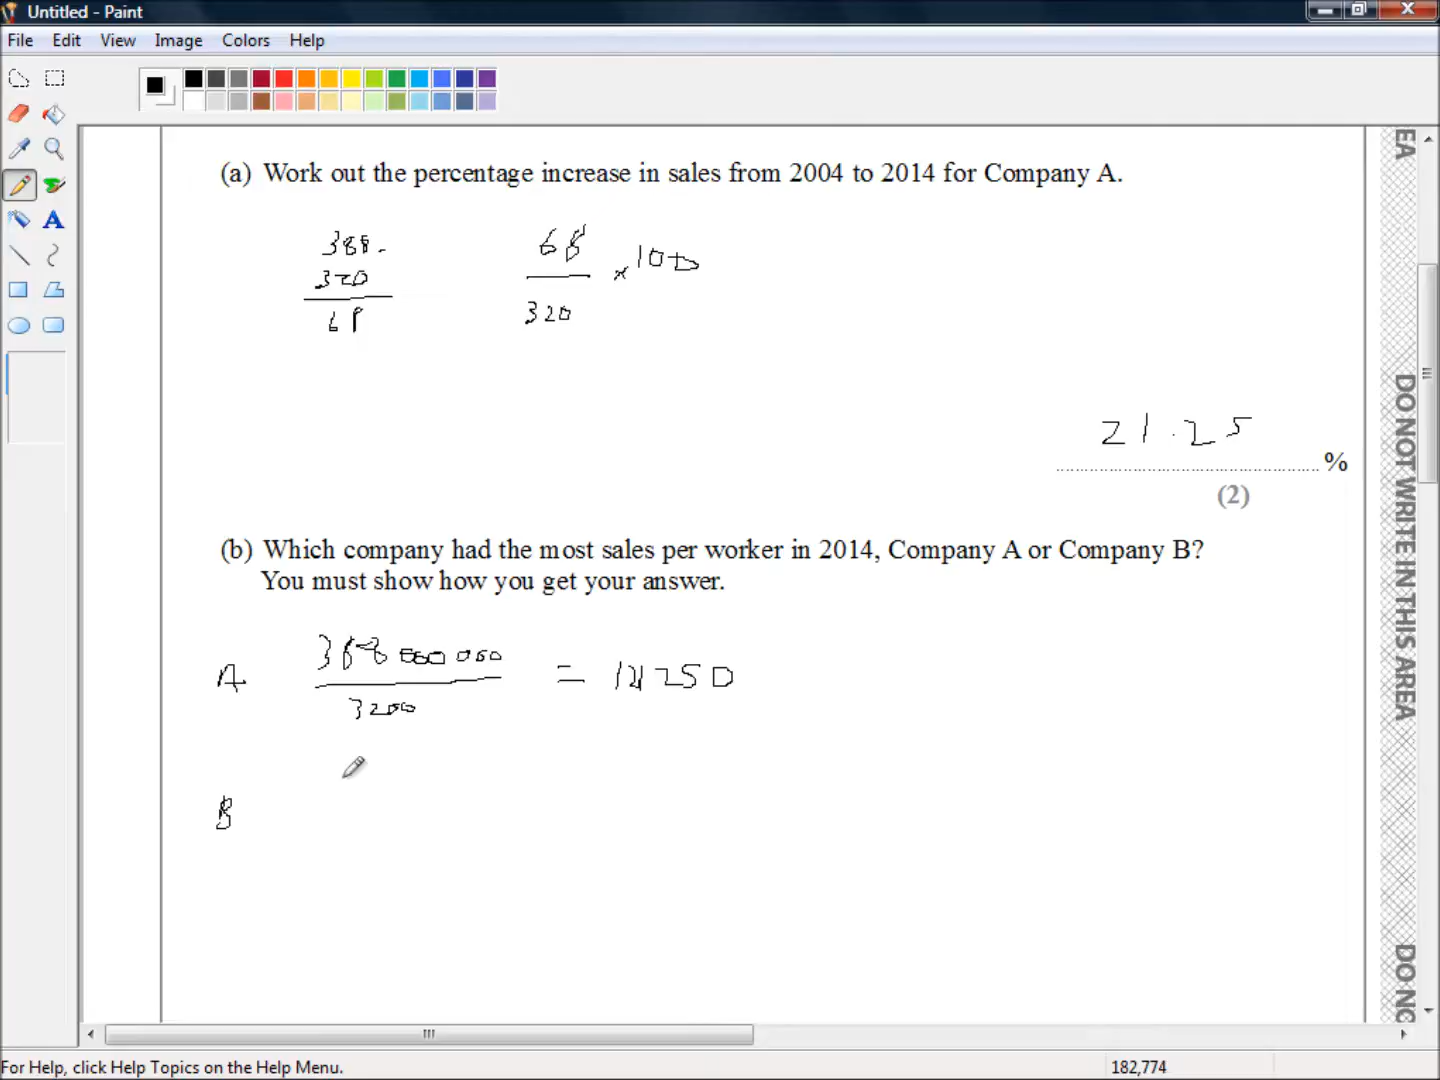 Untitled - Paint
File Edit View Image Colors Help
(a) Work out the percentage increase in sales from 2004 to 2014 for Company A.
388 -
320
68
68
320
× 100
21.25
%
(2)
(b) Which company had the most sales per worker in 2014, Company A or Company B?
You must show how you get your answer.
A 388 000 000
3200
= 121250
B
EA
DO NOT WRITE IN THIS AREA
DO NO
For Help, click Help Topics on the Help Menu.
182,774